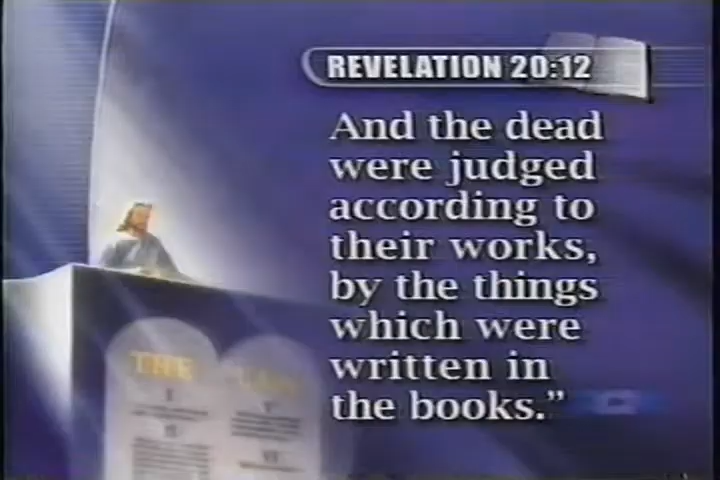 REVELATION 20:12
And the dead
were judged
according to
their works,
by the things
which were
written in
the books.”
THE